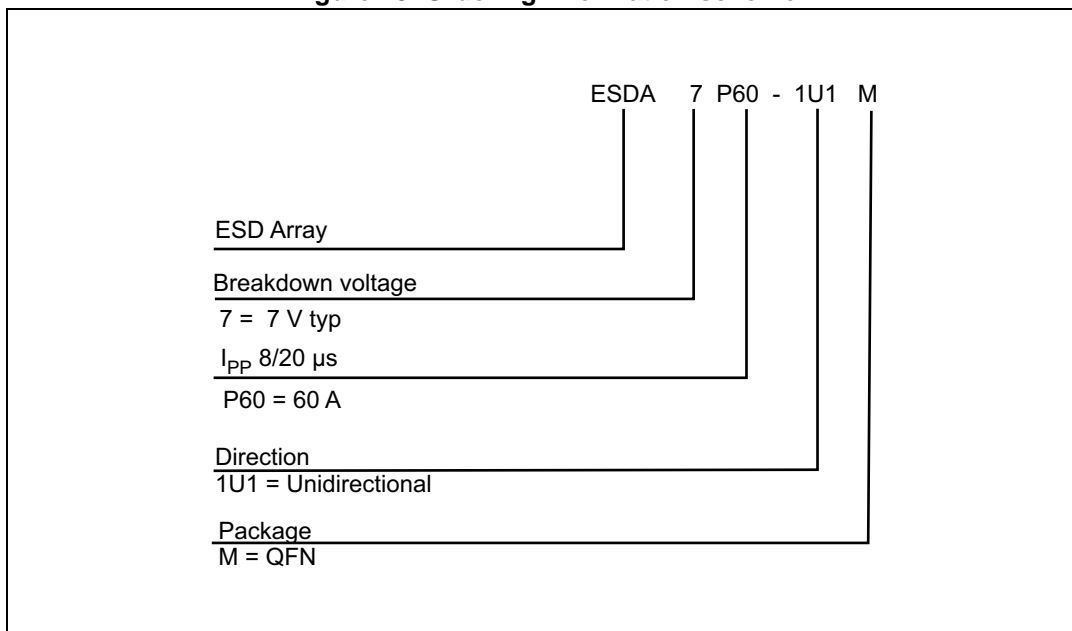 ESDA 7 P60 - 1U1 M
ESD Array
Breakdown voltage
7 = 7 V typ
IPP 8/20 µs
P60 = 60 A
Direction
1U1 = Unidirectional
Package
M = QFN